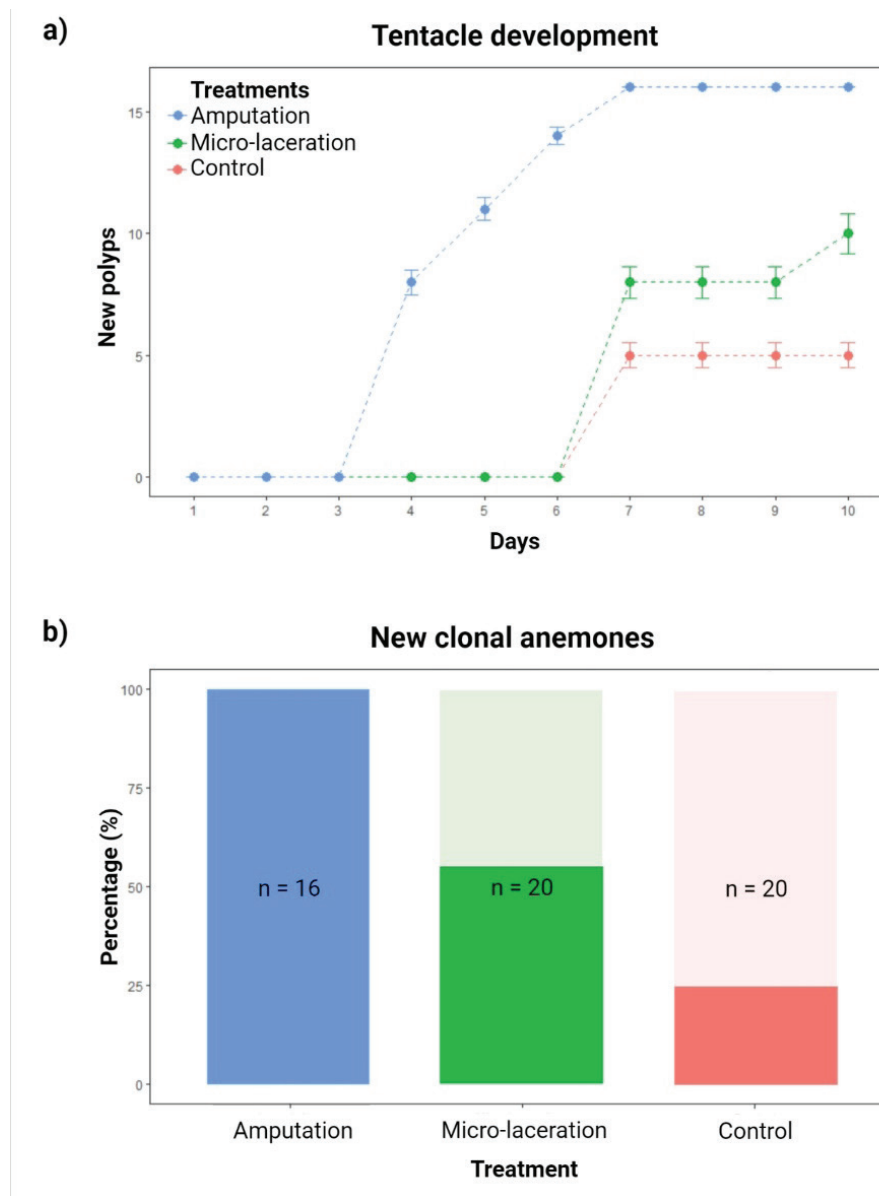 a)
Tentacle development
Treatments
Amputation
Micro-laceration
Control
New polyps
15
10
5
0
1 2 3 4 5 6 7 8 9 10
Days
b)
New clonal anemones
Percentage (%)
100
75
50
25
0
n = 16 n = 20 n = 20
Amputation Micro-laceration Control
Treatment